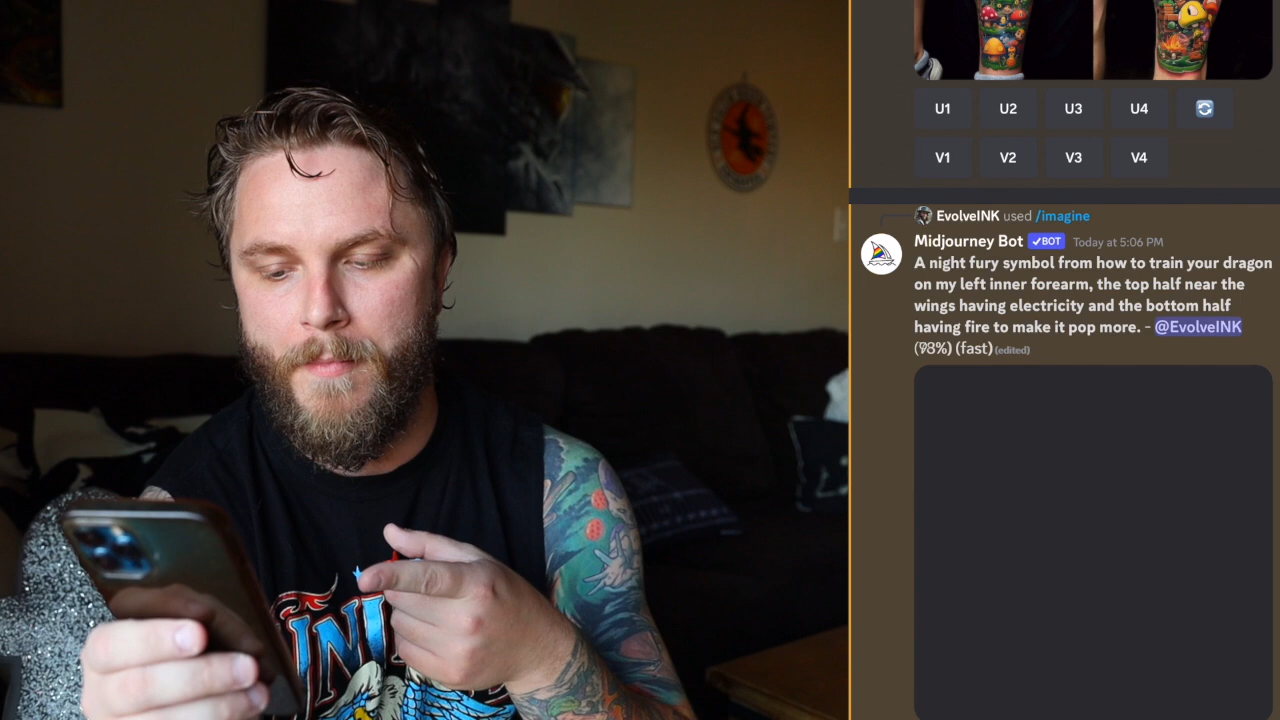 U1 U2 U3 U4
V1 V2 V3 V4
EvolveINK used /imagine
Midjourney Bot ✓BOT Today at 5:06 PM
A night fury symbol from how to train your dragon
on my left inner forearm, the top half near the
wings having electricity and the bottom half
having fire to make it pop more. - @EvolveINK
(93%) (fast) (edited)